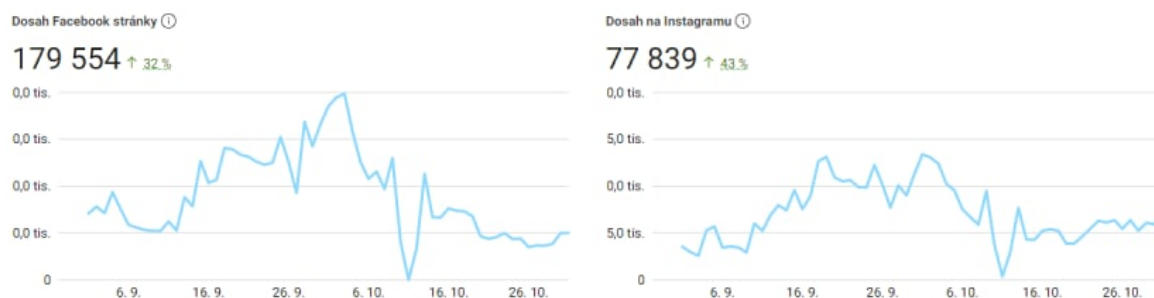 Dosah Facebook stránky
179 554 ↑ 32 %
0,0 tis.
0,0 tis.
0,0 tis.
0,0 tis.
0
6. 9. 16. 9. 26. 9. 6. 10. 16. 10. 26. 10.
Dosah na Instagramu
77 839 ↑ 43 %
0,0 tis.
5,0 tis.
0,0 tis.
5,0 tis.
0
6. 9. 16. 9. 26. 9. 6. 10. 16. 10. 26. 10.